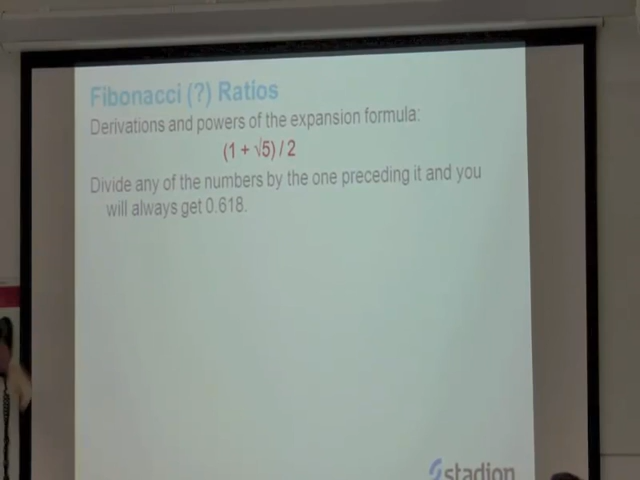 Fibonacci (?) Ratios
Derivations and powers of the expansion formula:
(1 + √5) / 2
Divide any of the numbers by the one preceding it and you
will always get 0.618.
stadion